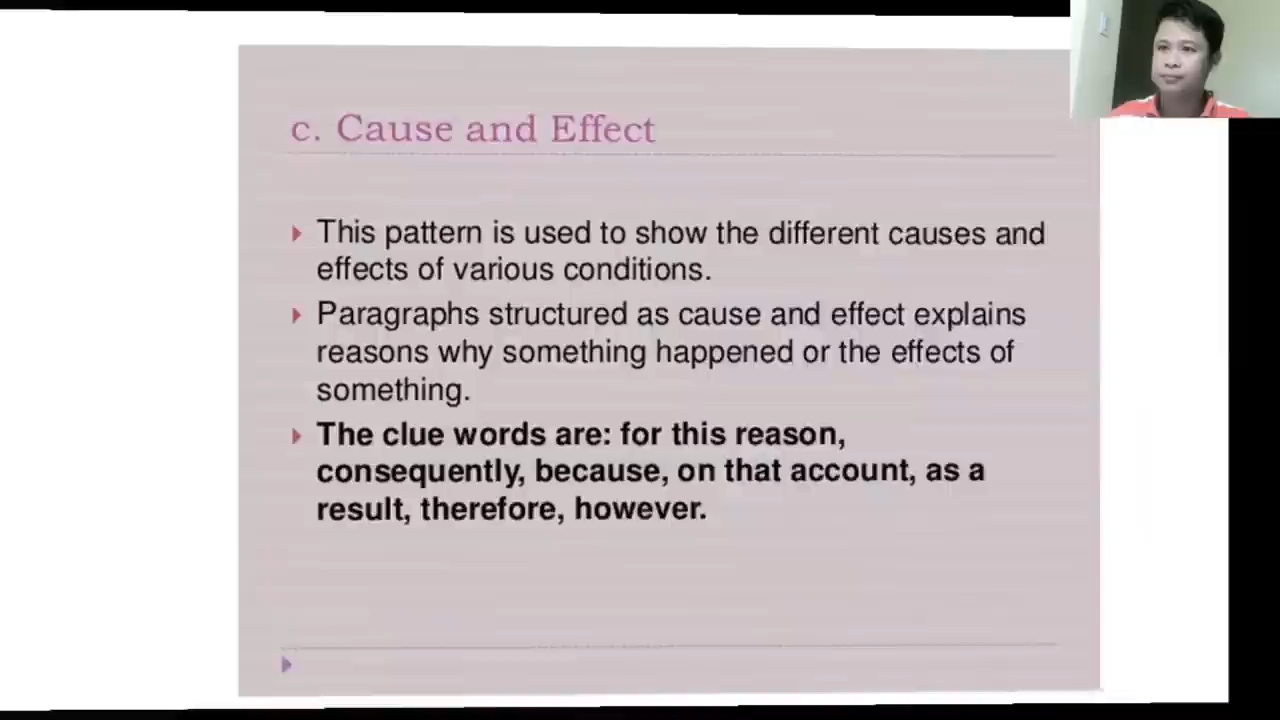 c. Cause and Effect
This pattern is used to show the different causes and
effects of various conditions.
Paragraphs structured as cause and effect explains
reasons why something happened or the effects of
something.
The clue words are: for this reason,
consequently, because, on that account, as a
result, therefore, however.